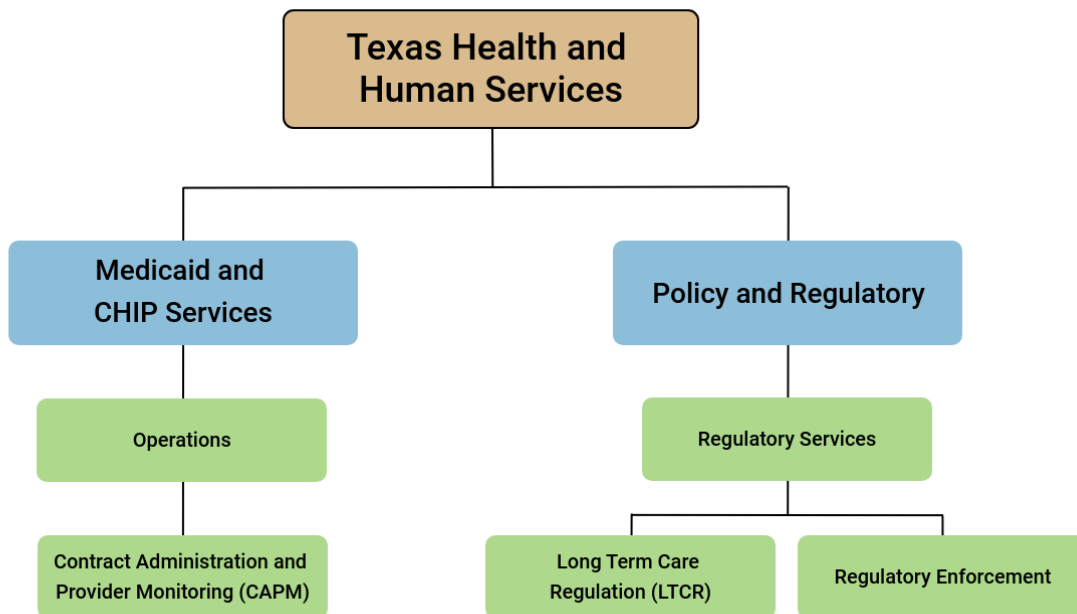 Texas Health and
Human Services
Medicaid and
CHIP Services
Policy and Regulatory
Operations
Regulatory Services
Contract Administration and
Provider Monitoring (CAPM)
Long Term Care
Regulation (LTCR)
Regulatory Enforcement